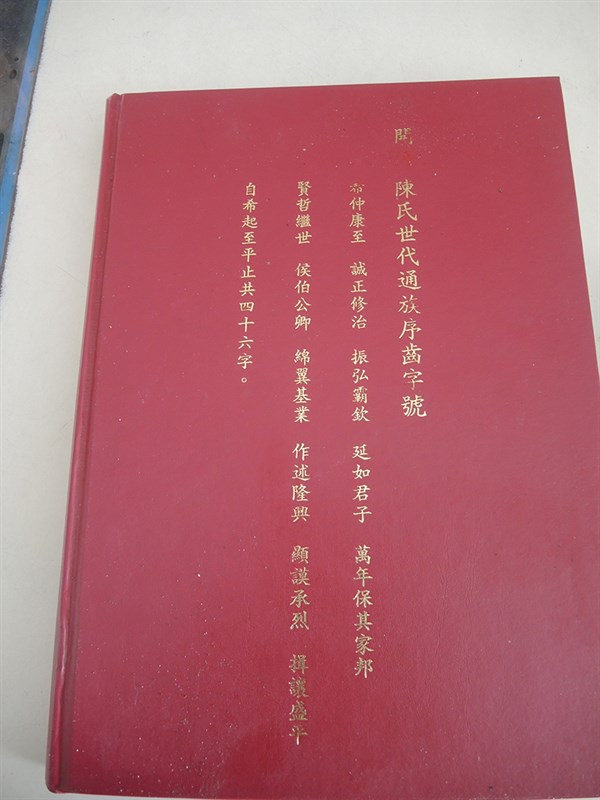 陳氏世代通族序齒字號
希仲康至 誠正修治 振弘霸欽 延如君子 萬年保其家邦
賢哲繼世 侯伯公卿 綿翼基業 作述隆興 顯謨承烈 揖讓盛平
自希起至平止共四十六字。